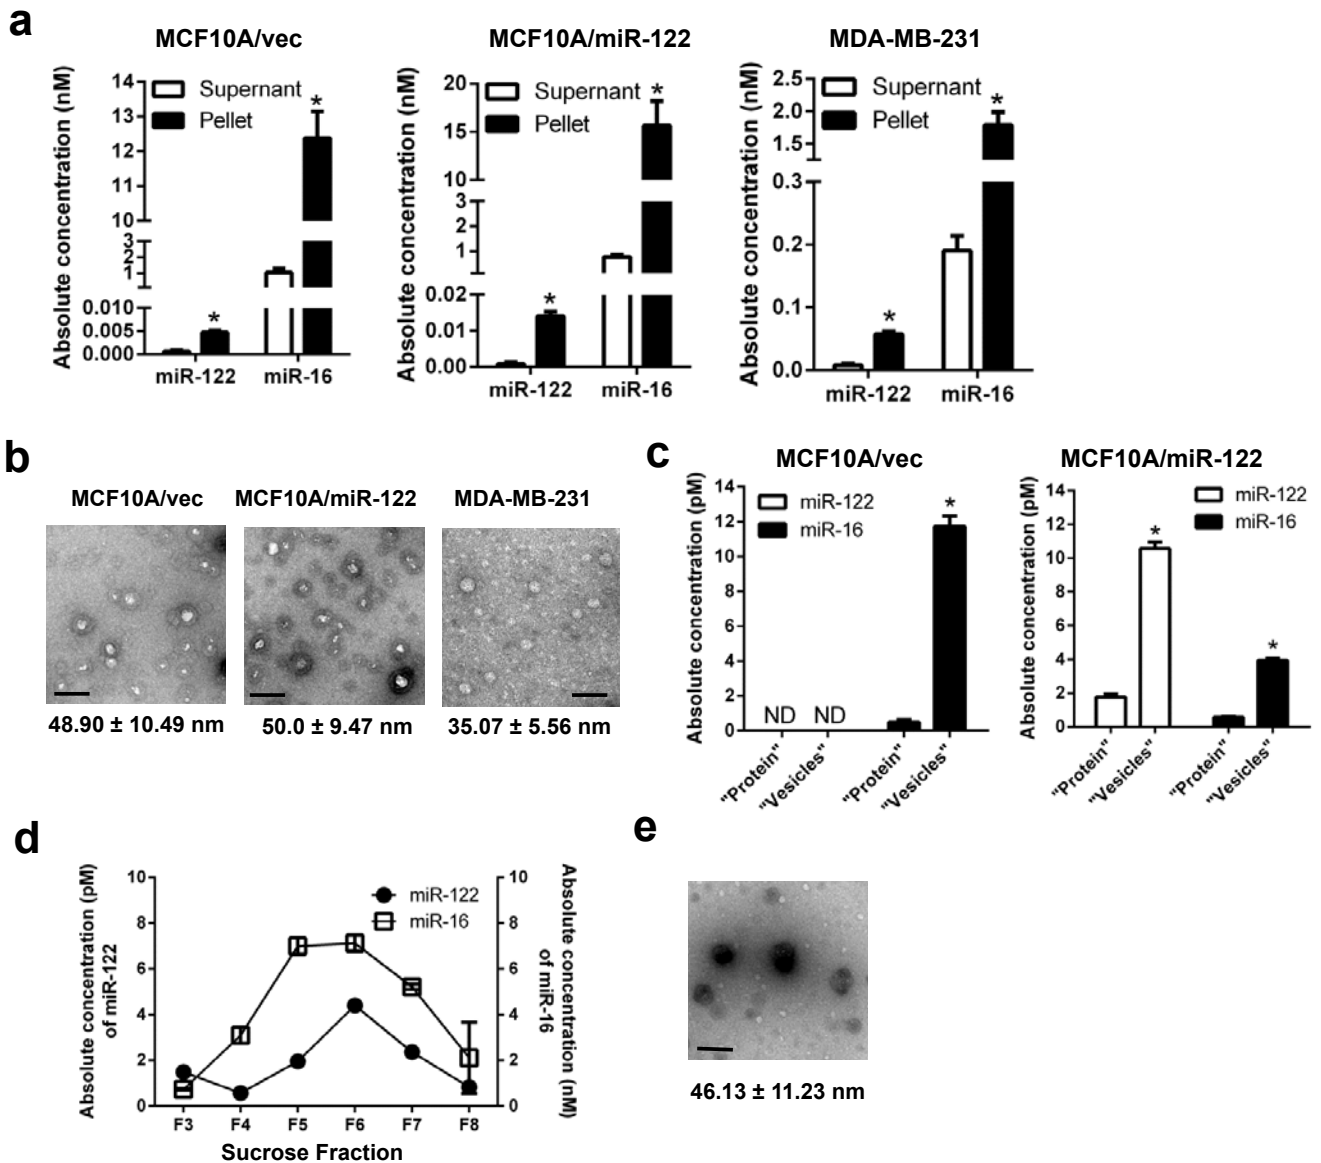 a
MCF10A/vec
Absolute concentration (nM)
Supernant
Pellet
*
14
13
12
11
10
3
2
1
0.010
0.005
0.000
*
miR-122 miR-16
MCF10A/miR-122
Absolute concentration (nM)
Supernant
Pellet
*
20
15
10
3
2
1
0.02
0.01
0.00
*
miR-122 miR-16
MDA-MB-231
Absolute concentration (nM)
Supernant
Pellet
*
2.5
2.0
1.5
0.3
0.2
0.1
0.0
*
miR-122 miR-16
b
MCF10A/vec
48.90 ± 10.49 nm
MCF10A/miR-122
50.0 ± 9.47 nm
MDA-MB-231
35.07 ± 5.56 nm
c
MCF10A/vec
Absolute concentration (pM)
miR-122
miR-16
*
14
12
10
8
6
4
2
0
ND ND
"Protein" "Vesicles" "Protein" "Vesicles"
MCF10A/miR-122
Absolute concentration (pM)
miR-122
miR-16
14
12
10
8
6
4
2
0
*
*
"Protein" "Vesicles" "Protein" "Vesicles"
d
Absolute concentration (pM)
of miR-122
10
8
6
4
2
0
miR-122
miR-16
10
8
6
4
2
0
Absolute concentration (nM)
of miR-16
F3 F4 F5 F6 F7 F8
Sucrose Fraction
e
46.13 ± 11.23 nm